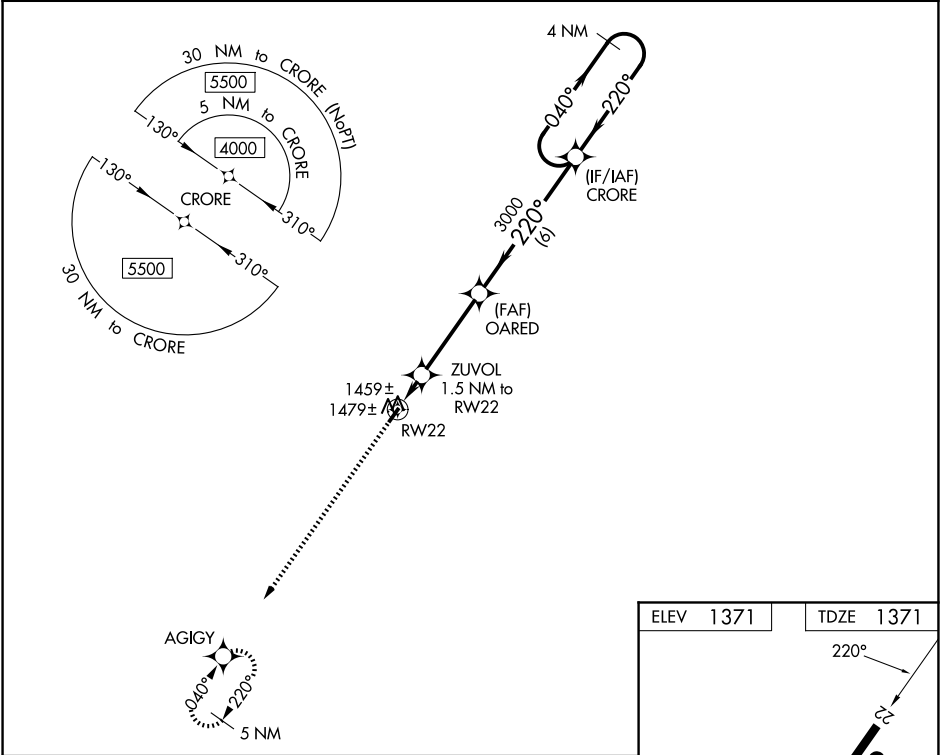 30 NM to CRORE (NoPT)
5500
5 NM to CRORE
4000
130°
310°
CRORE
130°
310°
5500
30 NM to CRORE
4 NM
040°
220°
(IF/IAF)
CRORE
3000
220°
(6)
(FAF)
OARED
ZUVOL
1.5 NM to
RW22
1459±
1479±
RW22
AGIGY
040°
220°
5 NM
ELEV 1371
TDZE 1371
220°
22